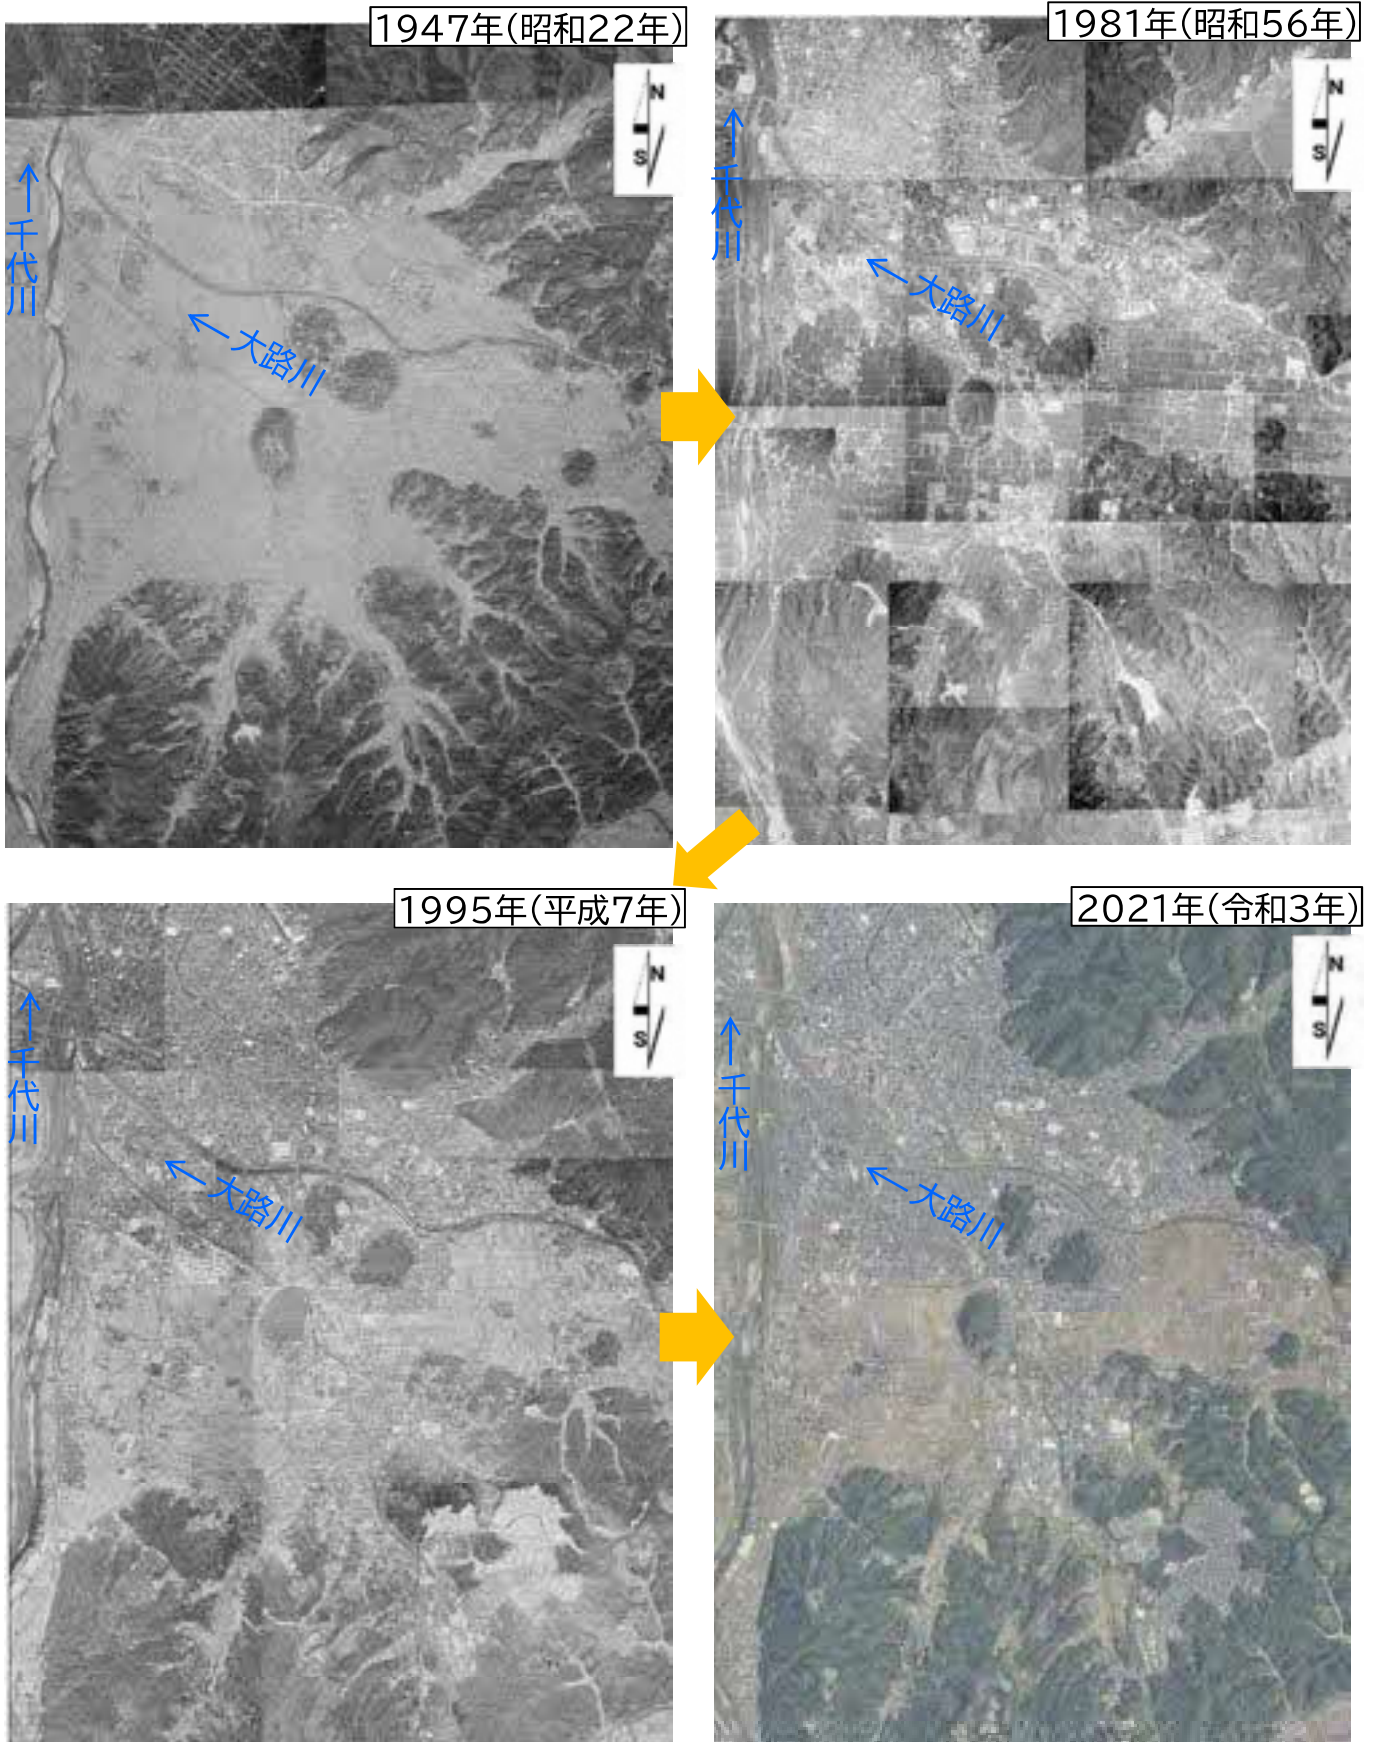 1947年(昭和22年)
N
S
↑
千代川
←大路川
1981年(昭和56年)
N
S
↑
千代川
←大路川
1995年(平成7年)
N
S
↑
千代川
←大路川
2021年(令和3年)
N
S
↑
千代川
←大路川